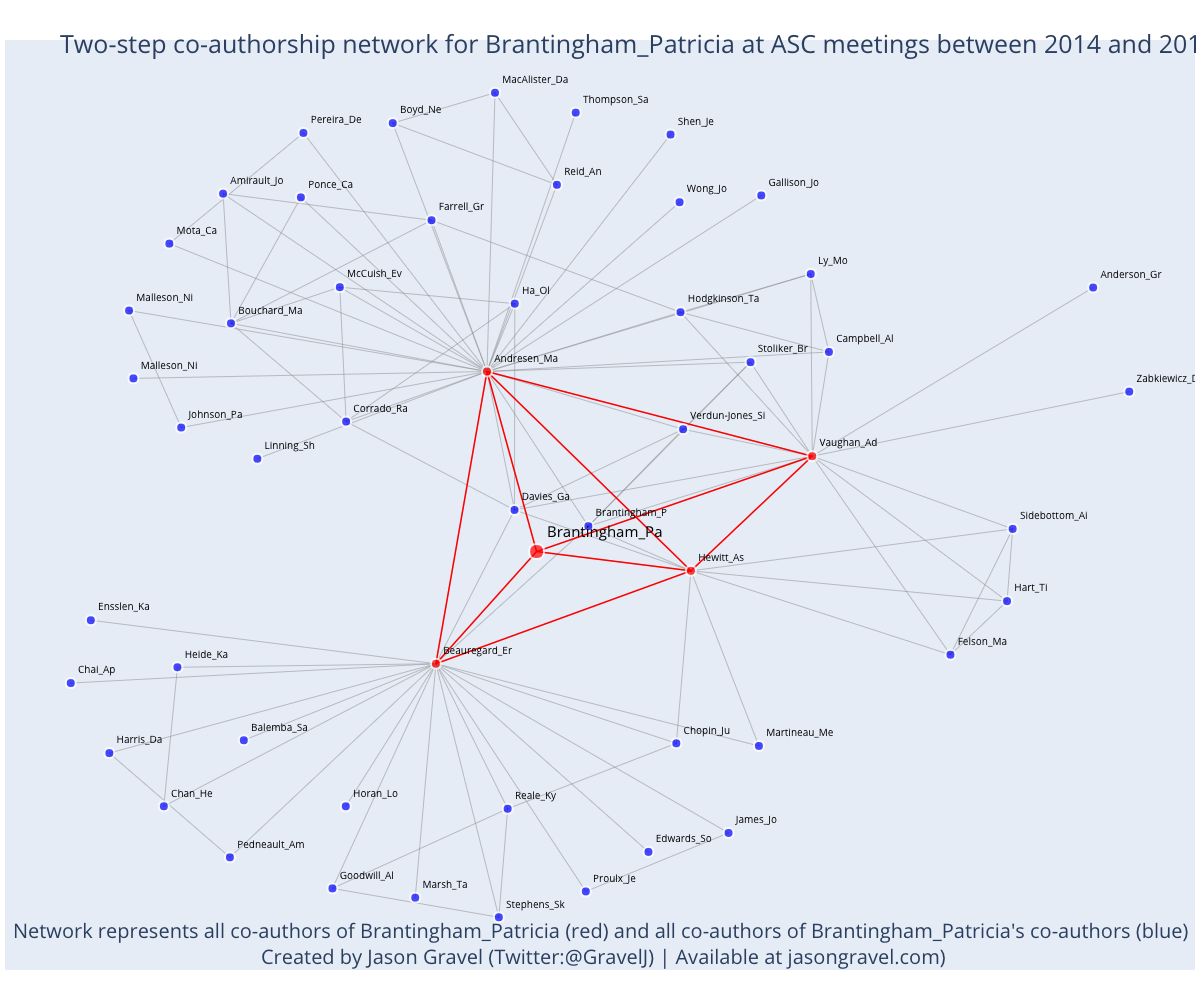 Two-step co-authorship network for Brantingham_Patricia at ASC meetings between 2014 and 201
MacAlister_Da
Thompson_Sa
Boyd_Ne
Pereira_De
Shen_Je
Reid_An
Amirault_Jo
Ponce_Ca
Wong_Jo
Gallison_Jo
Farrell_Gr
Mota_Ca
Ly_Mo
McCuish_Ev
Anderson_Gr
Malleson_Ni
Ha_Ol
Hodgkinson_Ta
Bouchard_Ma
Campbell_Al
Stoliker_Br
Andresen_Ma
Malleson_Ni
Zabkiewicz_D
Corrado_Ra
Johnson_Pa
Verdun-Jones_Si
Vaughan_Ad
Linning_Sh
Davies_Ga
Brantingham_P
Sidebottom_Al
Brantingham_Pa
Hewitt_As
Hart_Ti
Ensslen_Ka
Felson_Ma
Beauregard_Er
Heide_Ka
Chai_Ap
Balemba_Sa
Chopin_Ju
Martineau_Me
Harris_Da
Chan_He
Horan_Lo
Reale_Ky
James_Jo
Pedneault_Am
Edwards_So
Goodwill_Al
Marsh_Ta
Proulx_Je
Stephens_Sk
Network represents all co-authors of Brantingham_Patricia (red) and all co-authors of Brantingham_Patricia's co-authors (blue)
Created by Jason Gravel (Twitter:@GravelJ) | Available at jasongravel.com)